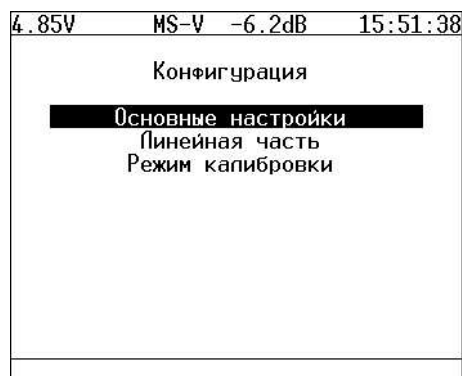 4.85V MS-V -6.2dB 15:51:38
Конфигурация
Основные настройки
Линейная часть
Режим калибровки